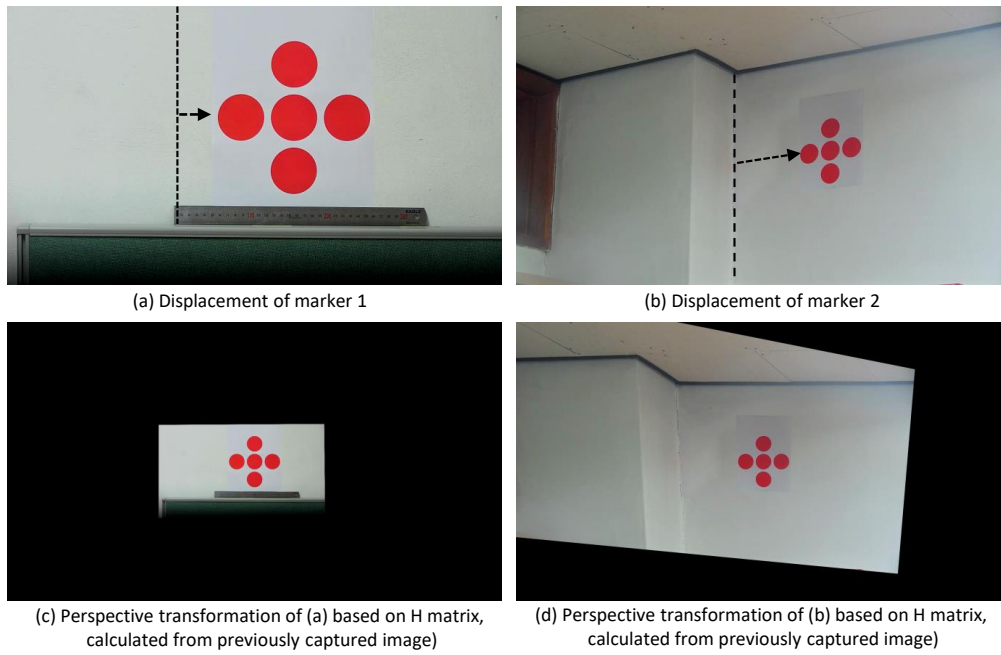 (a) Displacement of marker 1
(b) Displacement of marker 2
(c) Perspective transformation of (a) based on H matrix,
calculated from previously captured image)
(d) Perspective transformation of (b) based on H matrix,
calculated from previously captured image)